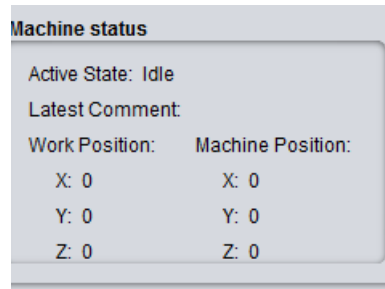 Machine status
Active State: Idle
Latest Comment:
Work Position: Machine Position:
X: 0 X: 0
Y: 0 Y: 0
Z: 0 Z: 0